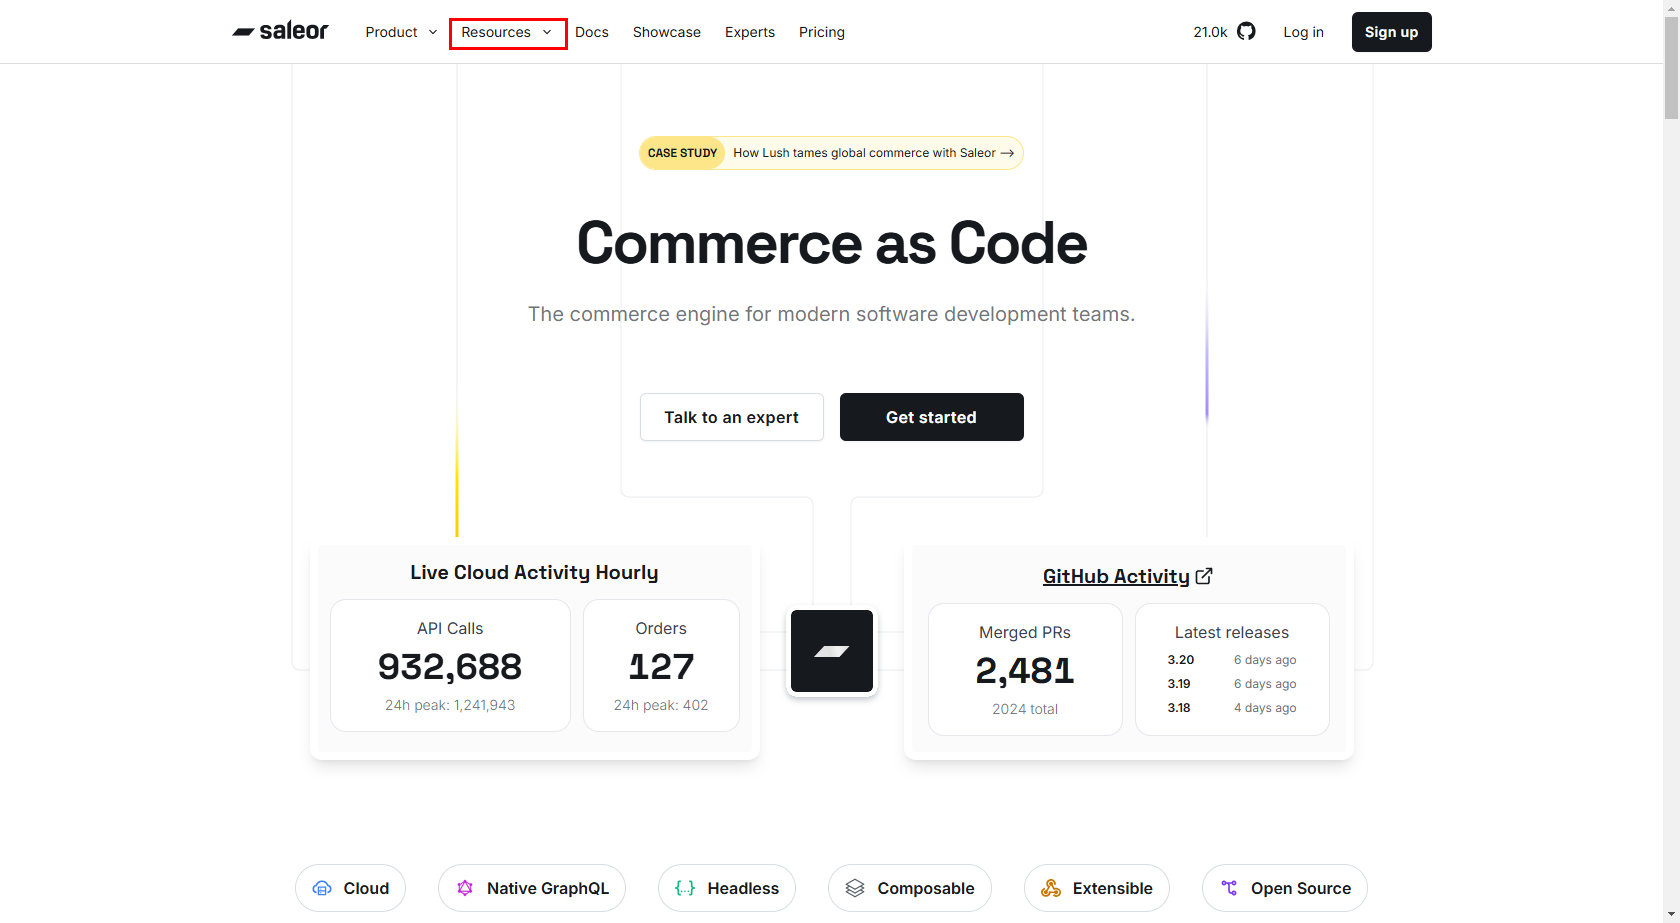 saleor Product Resources Docs Showcase Experts Pricing 21.0k Log in Sign up
CASE STUDY How Lush tames global commerce with Saleor →
Commerce as Code
The commerce engine for modern software development teams.
Talk to an expert Get started
Live Cloud Activity Hourly
API Calls
932,688
24h peak: 1,241,943
Orders
127
24h peak: 402
GitHub Activity
Merged PRs
2,481
2024 total
Latest releases
3.20 6 days ago
3.19 6 days ago
3.18 4 days ago
Cloud Native GraphQL Headless Composable Extensible Open Source